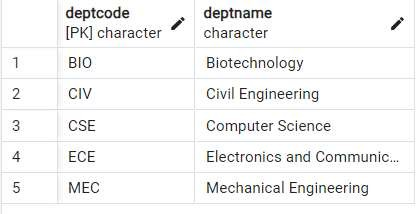 deptcode deptname
[PK] character character
1 BIO Biotechnology
2 CIV Civil Engineering
3 CSE Computer Science
4 ECE Electronics and Communic...
5 MEC Mechanical Engineering